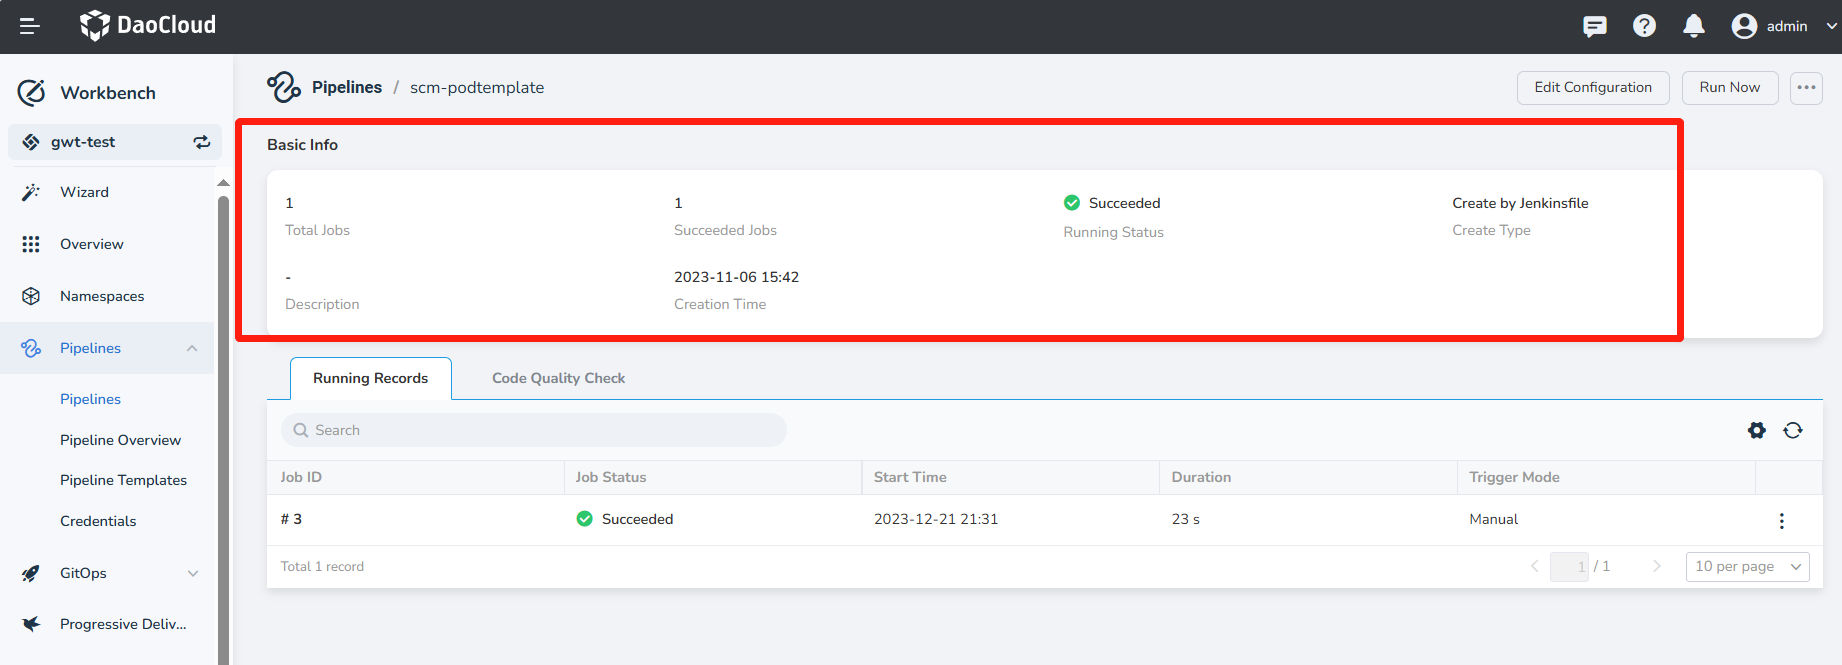 DaoCloud
admin
Workbench
gwt-test
Wizard
Overview
Namespaces
Pipelines
Pipelines
Pipeline Overview
Pipeline Templates
Credentials
GitOps
Progressive Deliv...
Pipelines / scm-podtemplate
Edit Configuration
Run Now
Basic Info
1
Total Jobs
1
Succeeded Jobs
Succeeded
Running Status
Create by Jenkinsfile
Create Type
-
Description
2023-11-06 15:42
Creation Time
Running Records
Code Quality Check
Search
Job ID Job Status Start Time Duration Trigger Mode
# 3 Succeeded 2023-12-21 21:31 23 s Manual
Total 1 record
1 / 1
10 per page